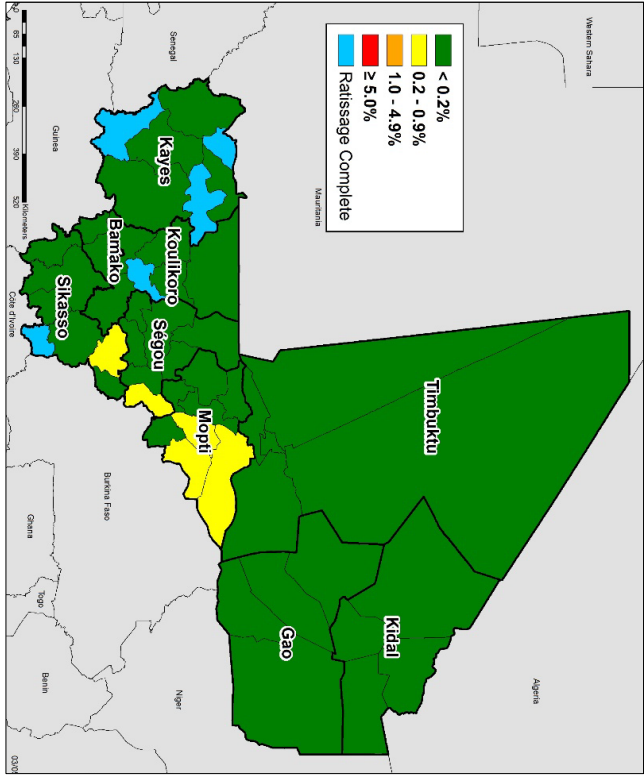 Western Sahara
Algeria
< 0.2%
0.2 - 0.9%
1.0 - 4.9%
≥ 5.0%
Ratissage Complete
Mauritania
Timbuktu
Kidal
Gao
Mopti
Kayes
Koulikoro
Ségou
Bamako
Sikasso
Senegal
Guinea
Niger
Burkina Faso
Côte d'Ivoire
Ghana
Togo
Benin
0 65 130 260 390 520
Kilometers